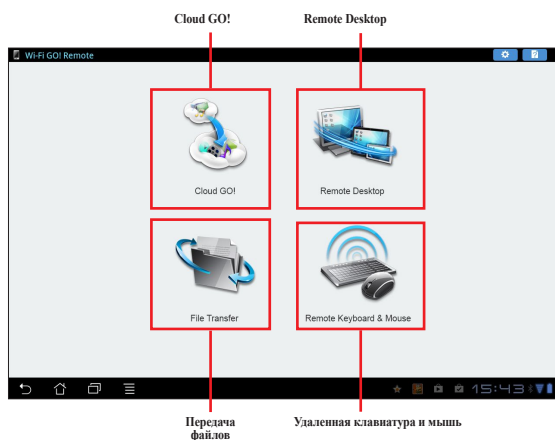 Cloud GO!
Remote Desktop
Wi-Fi GO! Remote
Cloud GO!
Remote Desktop
File Transfer
Remote Keyboard & Mouse
15:43
Передача
файлов
Удаленная клавиатура и мышь